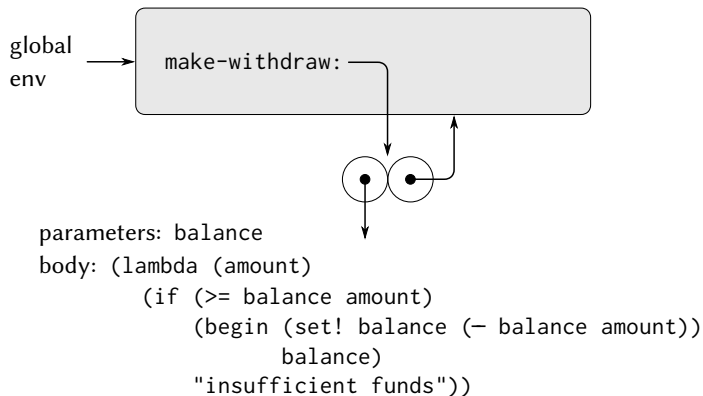 global
env
make-withdraw:
parameters: balance
body: (lambda (amount)
(if (>= balance amount)
(begin (set! balance (− balance amount))
balance)
"insufficient funds"))